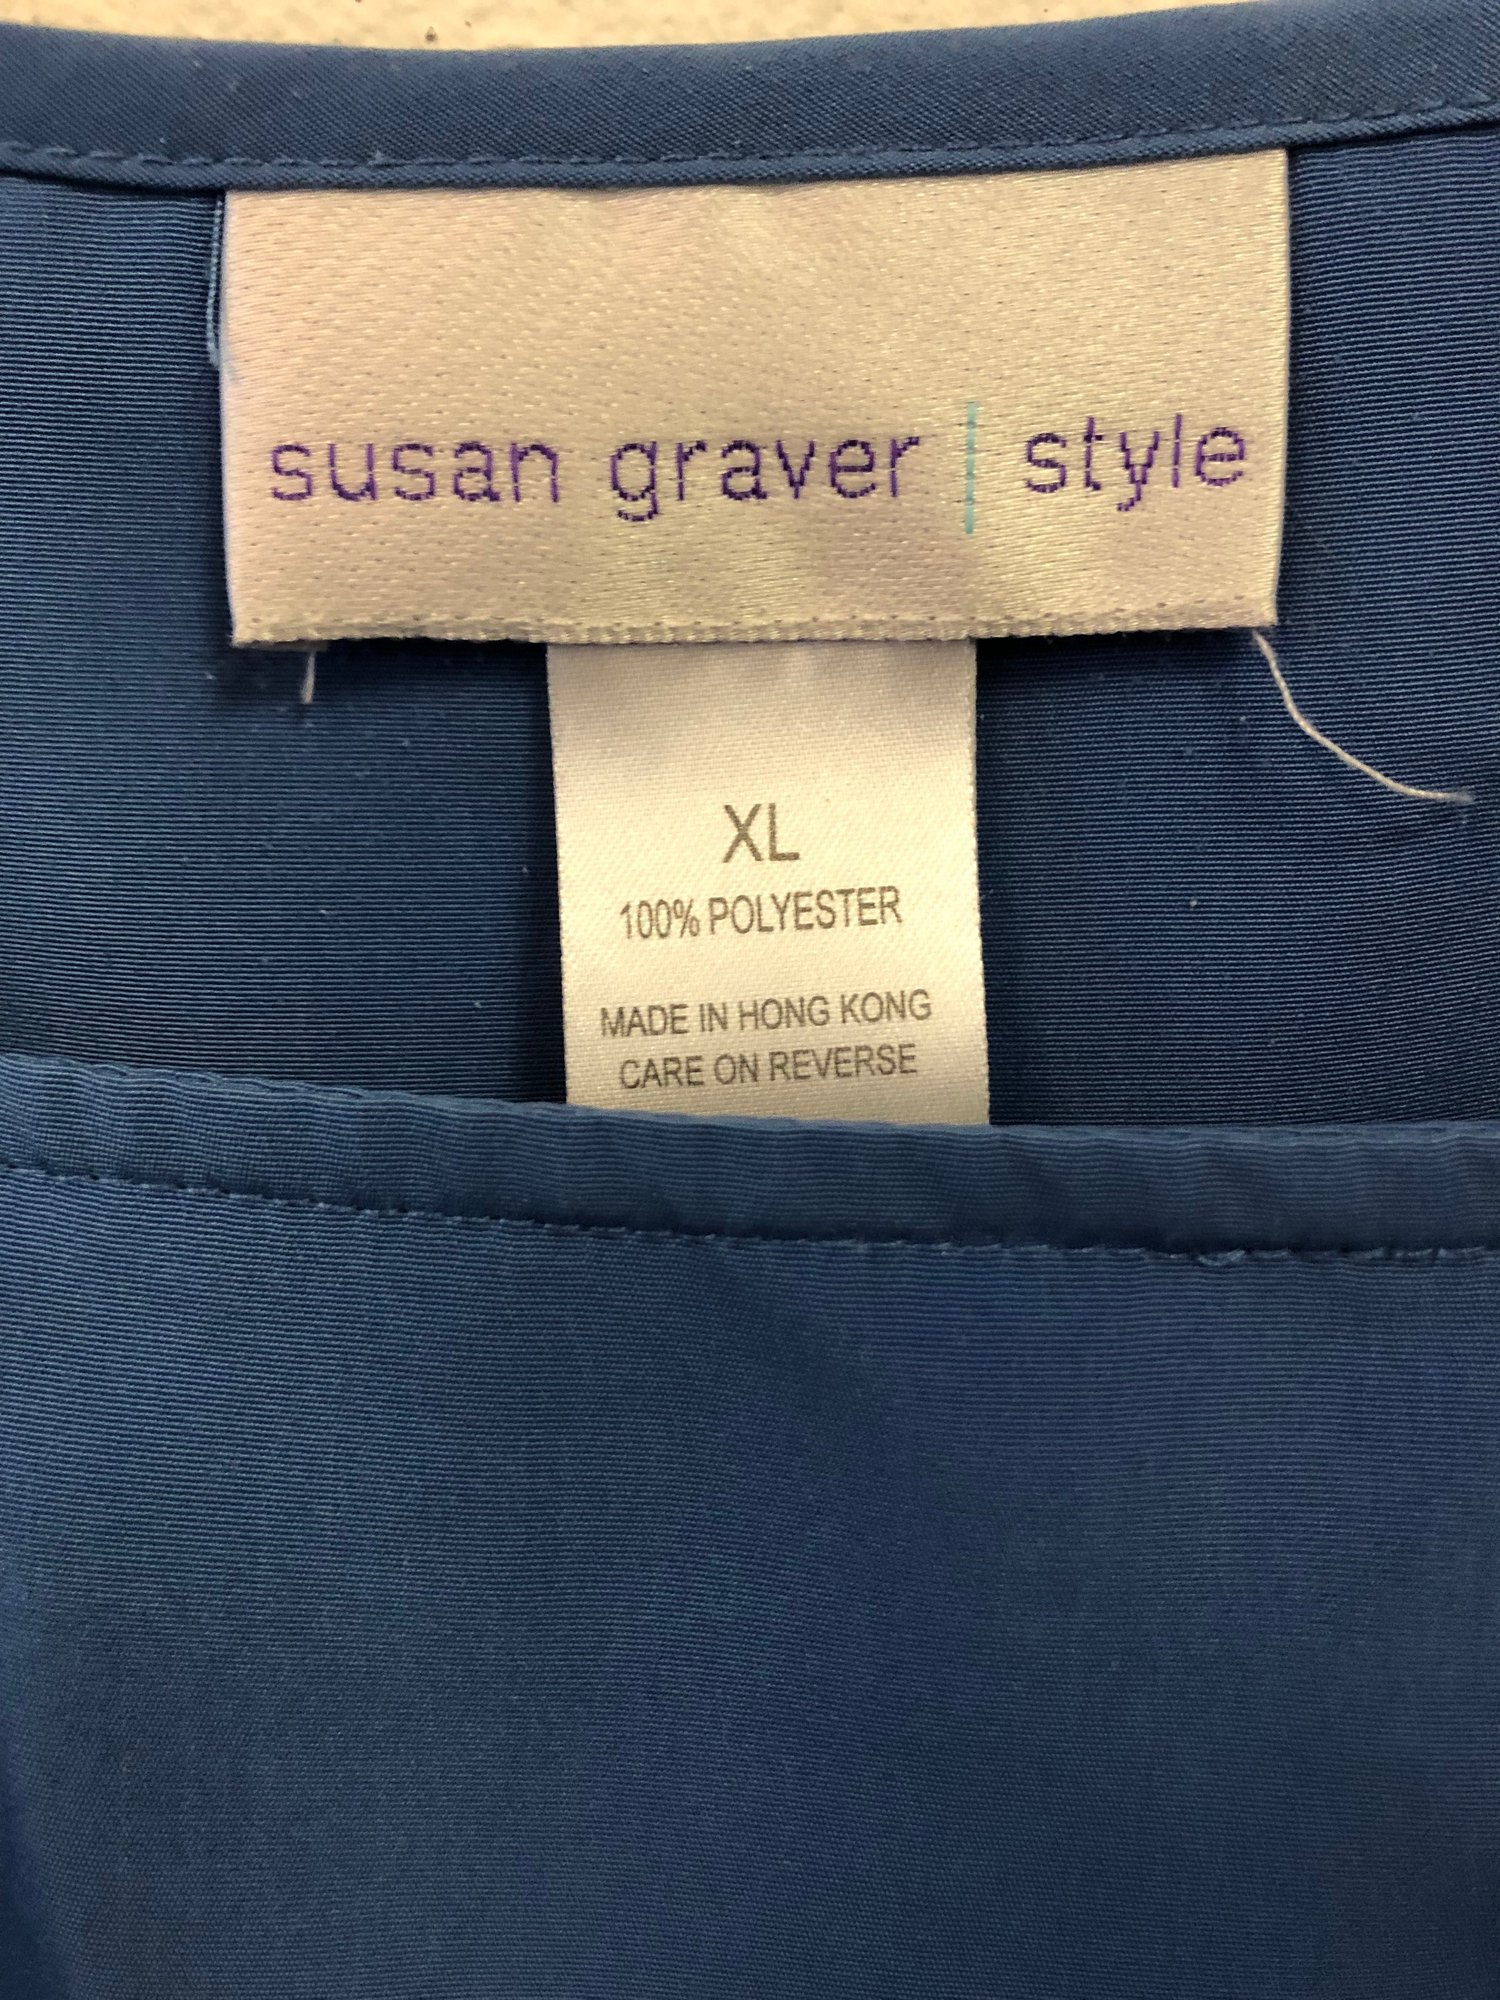 susan graver | style
XL
100% POLYESTER
MADE IN HONG KONG
CARE ON REVERSE